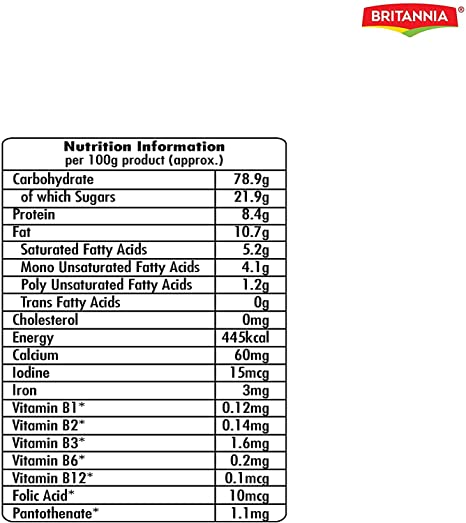 BRITANNIA®
Nutrition Information
per 100g product (approx.)
Carbohydrate 78.9g
of which Sugars 21.9g
Protein 8.4g
Fat 10.7g
Saturated Fatty Acids 5.2g
Mono Unsaturated Fatty Acids 4.1g
Poly Unsaturated Fatty Acids 1.2g
Trans Fatty Acids 0g
Cholesterol 0mg
Energy 445kcal
Calcium 60mg
Iodine 15mcg
Iron 3mg
Vitamin B1* 0.12mg
Vitamin B2* 0.14mg
Vitamin B3* 1.6mg
Vitamin B6* 0.2mg
Vitamin B12* 0.1mcg
Folic Acid* 10mcg
Pantothenate* 1.1mg